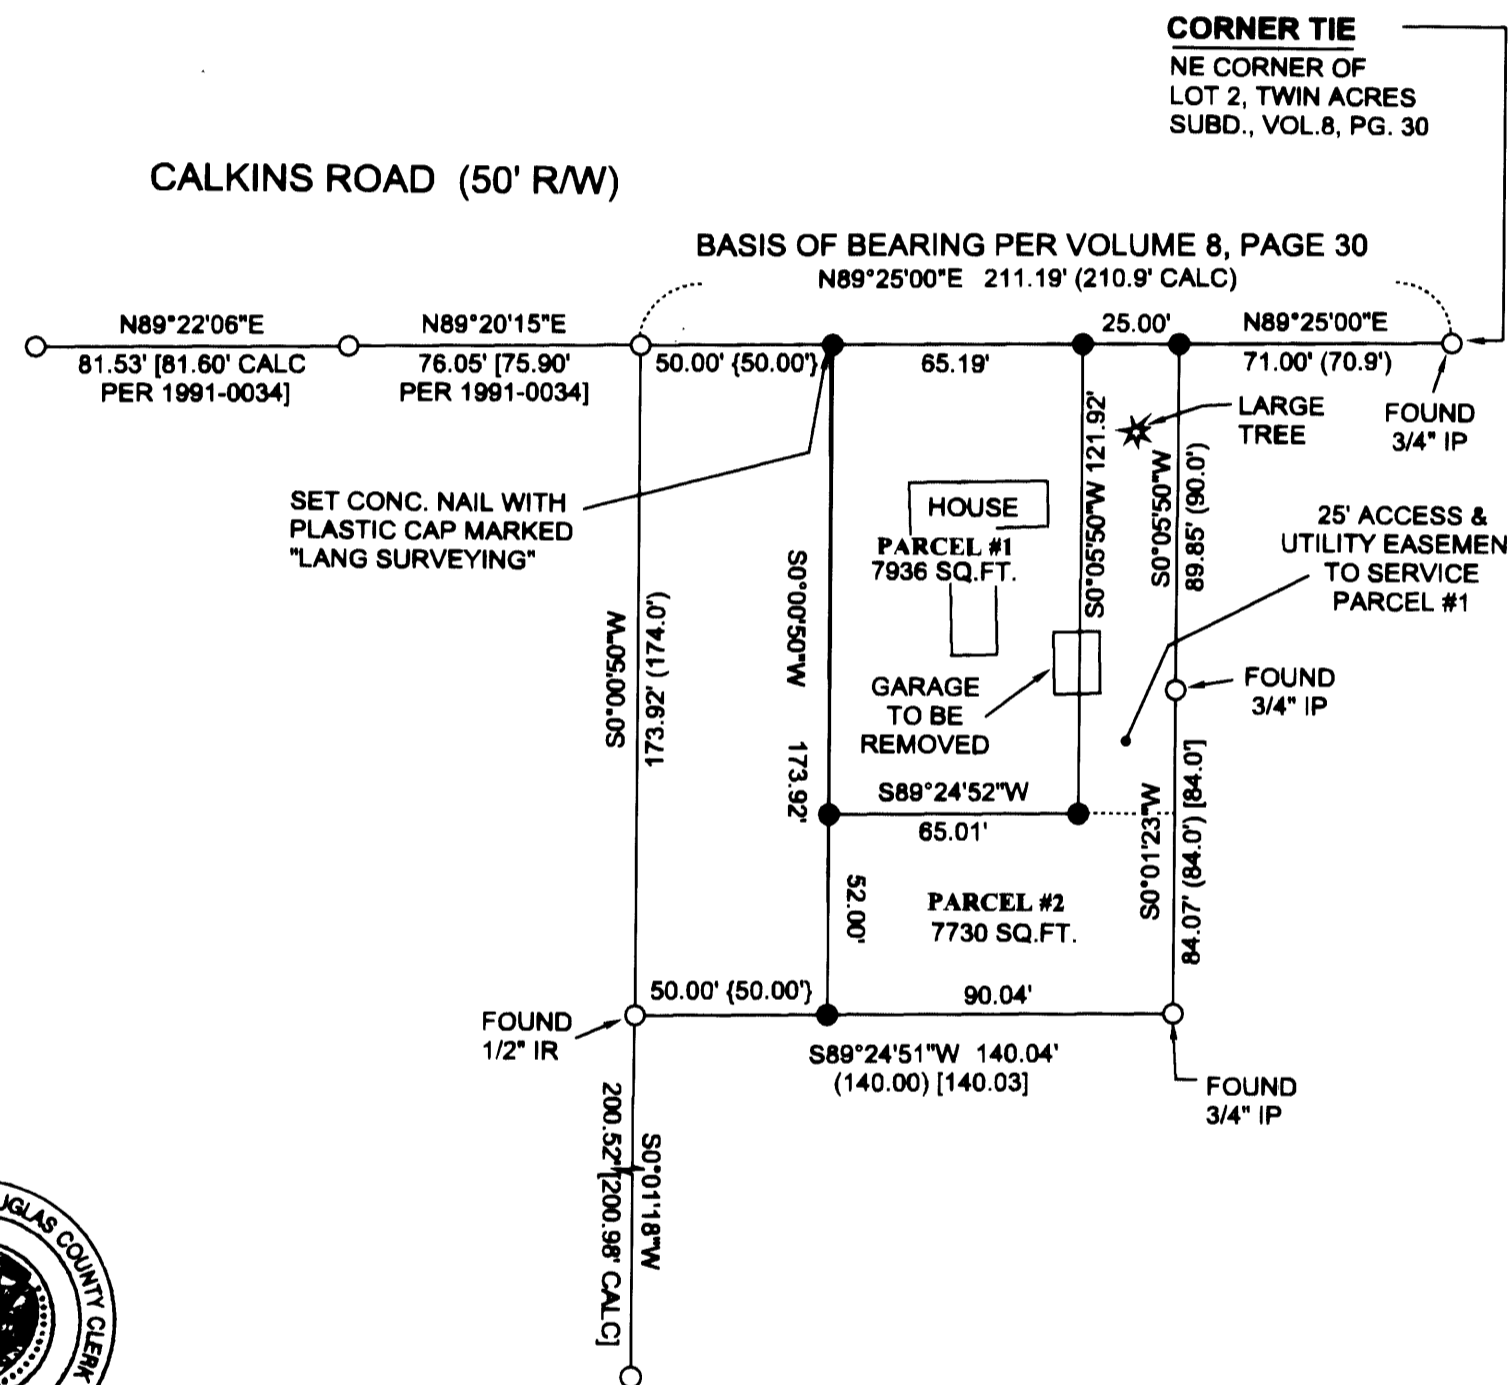 CORNER TIE
NE CORNER OF
LOT 2, TWIN ACRES
SUBD., VOL.8, PG. 30
CALKINS ROAD (50' R/W)
BASIS OF BEARING PER VOLUME 8, PAGE 30
N89°25'00"E 211.19' (210.9' CALC)
N89°22'06"E
81.53' [81.60' CALC
PER 1991-0034]
N89°20'15"E
76.05' [75.90'
PER 1991-0034]
50.00' {50.00'}
65.19'
25.00'
N89°25'00"E
71.00' (70.9')
FOUND
3/4" IP
LARGE
TREE
SET CONC. NAIL WITH
PLASTIC CAP MARKED
"LANG SURVEYING"
HOUSE
PARCEL #1
7936 SQ.FT.
S0°05'50"W 121.92'
S0°05'50"W
89.85' (90.0')
25' ACCESS &
UTILITY EASEMEN
TO SERVICE
PARCEL #1
S0°00'50"W
173.92' (174.0')
S0°00'50"W 173.92'
GARAGE
TO BE
REMOVED
FOUND
3/4" IP
S89°24'52"W
65.01'
S0°01'23"W
84.07' (84.0') [84.0']
52.00'
PARCEL #2
7730 SQ.FT.
50.00' {50.00'}
90.04'
FOUND
1/2" IR
S89°24'51"W 140.04'
(140.00) [140.03]
FOUND
3/4" IP
S0°01'18"W
200.52' [200.98' CALC]
UGLAS COUNTY CLERK